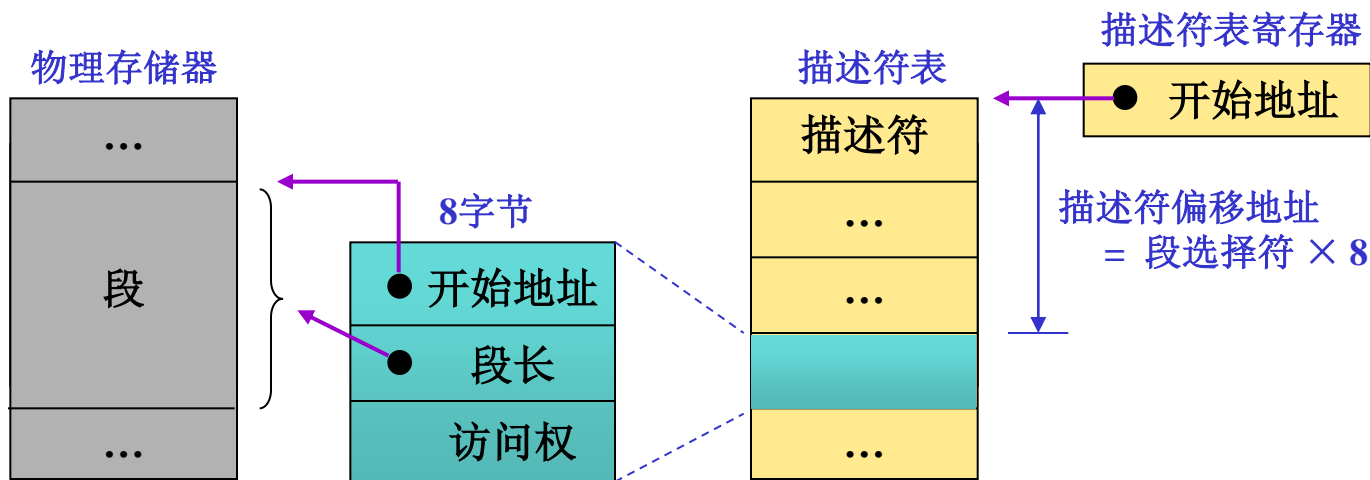 物理存储器
…
段
…
8字节
开始地址
段长
访问权
描述符表
描述符
…
…
…
描述符表寄存器
开始地址
描述符偏移地址
= 段选择符 × 8